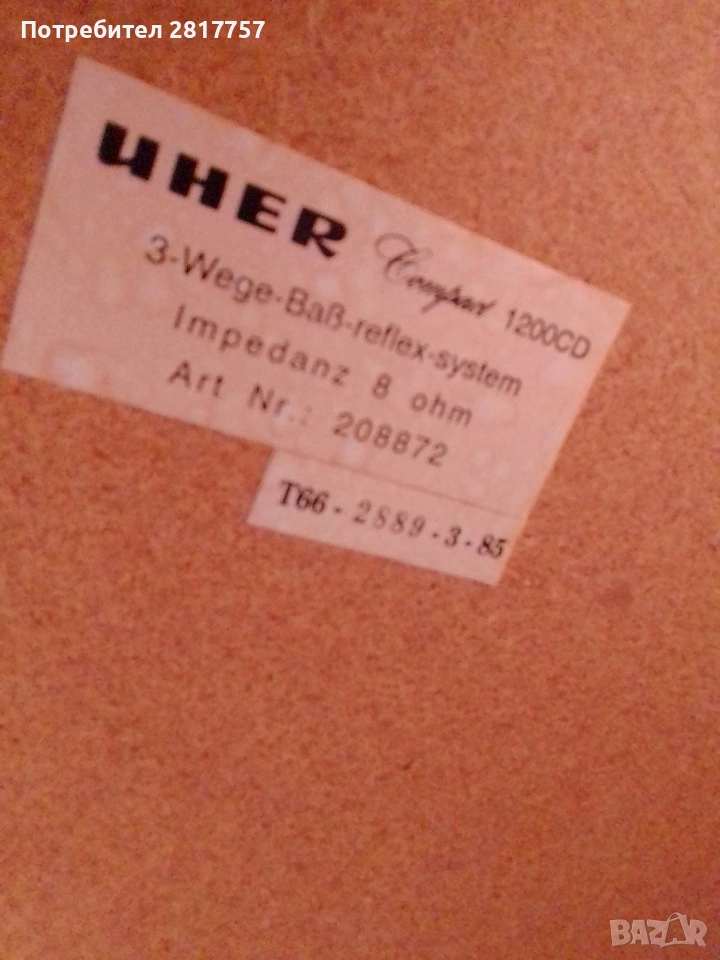 Потребител 2817757
UHER Compact 1200CD
3-Wege-Baß-reflex-system
Impedanz 8 ohm
Art Nr.: 208872
T66-2889-3-85
BAZAR